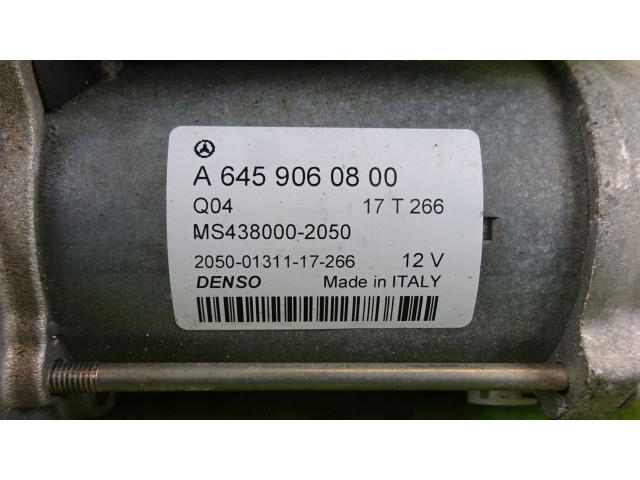 A 645 906 08 00
Q04 17 T 266
MS438000-2050
2050-01311-17-266 12 V
DENSO Made in ITALY